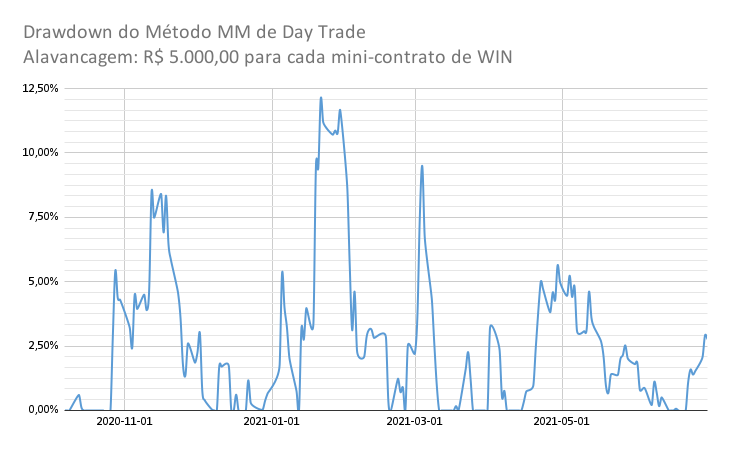 Drawdown do Método MM de Day Trade
Alavancagem: R$ 5.000,00 para cada mini-contrato de WIN
12,50%
10,00%
7,50%
5,00%
2,50%
0,00%
2020-11-01 2021-01-01 2021-03-01 2021-05-01